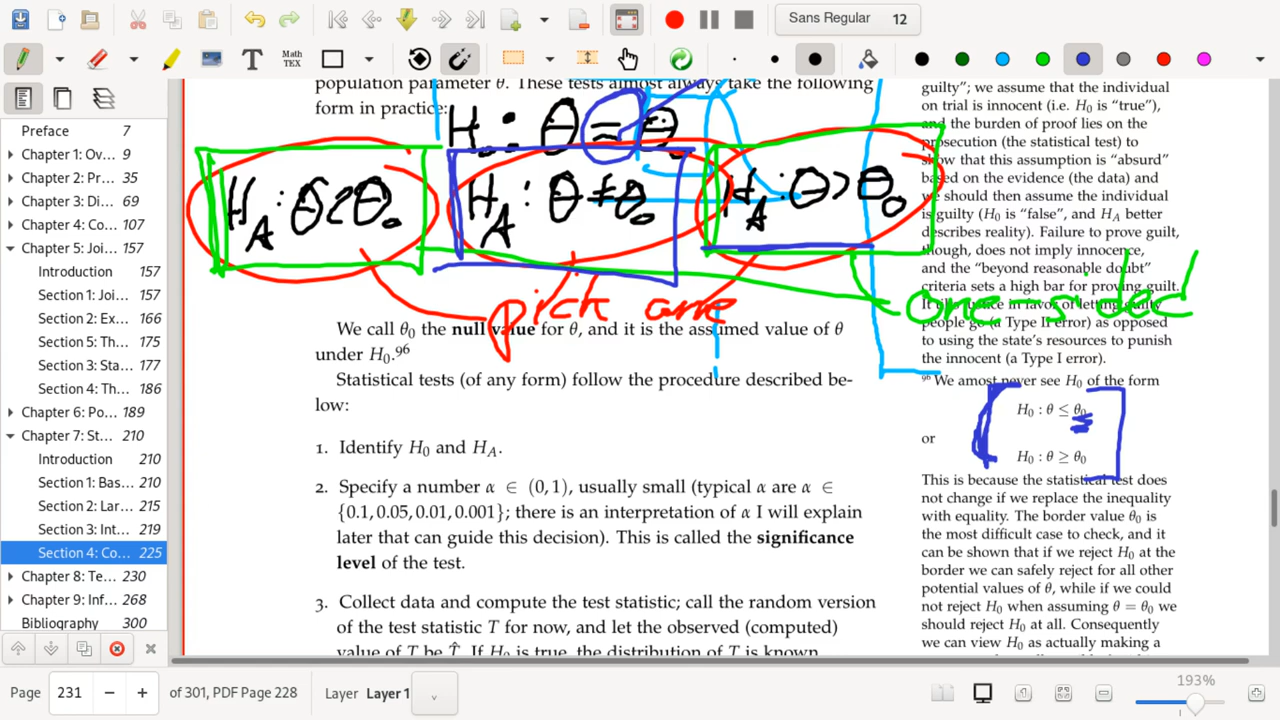 Sans Regular 12
Math
TEX
Preface 7
Chapter 1: Ov... 9
Chapter 2: Pr... 35
Chapter 3: Di... 69
Chapter 4: Co... 107
Chapter 5: Joi... 157
Introduction 157
Section 1: Joi... 157
Section 2: Ex... 166
Section 5: Th... 175
Section 3: Sta... 177
Section 4: Th... 186
Chapter 6: Po... 189
Chapter 7: St... 210
Introduction 210
Section 1: Bas... 210
Section 2: Lar... 215
Section 3: Int... 219
Section 4: Co... 225
Chapter 8: Te... 230
Chapter 9: Inf... 268
Bibliography 300
population parameter θ. These tests almost always take the following
form in practice:
H₀: θ = θ₀
H_A: θ < θ₀
H_A: θ ≠ θ₀
H_A: θ > θ₀
pick one
one-sided
We call θ₀ the null value for θ, and it is the assumed value of θ
under H₀.⁹⁶
Statistical tests (of any form) follow the procedure described be-
low:
1. Identify H₀ and H_A.
2. Specify a number α ∈ (0, 1), usually small (typical α are α ∈
{0.1, 0.05, 0.01, 0.001}; there is an interpretation of α I will explain
later that can guide this decision). This is called the significance
level of the test.
3. Collect data and compute the test statistic; call the random version
of the test statistic T for now, and let the observed (computed)
value of T be T̂. If H₀ is true, the distribution of T is known
guilty"; we assume that the individual
on trial is innocent (i.e. H₀ is "true"),
and the burden of proof lies on the
prosecution (the statistical test) to
show that this assumption is "absurd"
based on the evidence (the data) and
we should then assume the individual
is guilty (H₀ is "false", and H_A better
describes reality). Failure to prove guilt,
though, does not imply innocence,
and the "beyond reasonable doubt"
criteria sets a high bar for proving guilt.
It tilts justice in favor of letting guilty
people go (a Type II error) as opposed
to using the state's resources to punish
the innocent (a Type I error).
⁹⁶ We amost never see H₀ of the form
H₀ : θ ≤ θ₀
or
H₀ : θ ≥ θ₀
This is because the statistical test does
not change if we replace the inequality
with equality. The border value θ₀ is
the most difficult case to check, and it
can be shown that if we reject H₀ at the
border we can safely reject for all other
potential values of θ, while if we could
not reject H₀ when assuming θ = θ₀ we
should reject H₀ at all. Consequently
we can view H₀ as actually making a
Page 231 of 301, PDF Page 228
Layer Layer 1
193%